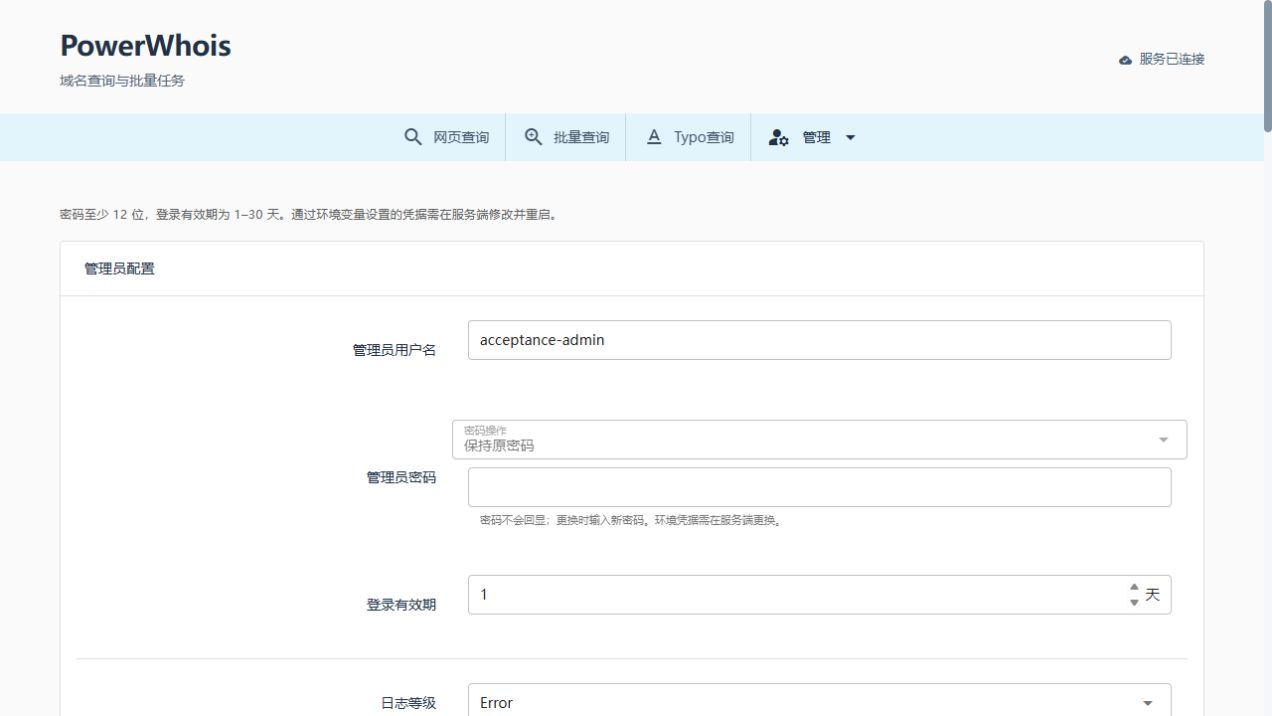 PowerWhois
域名查询与批量任务
服务已连接
网页查询
批量查询
Typo查询
管理
密码至少 12 位，登录有效期为 1–30 天。通过环境变量设置的凭据需在服务端修改并重启。
管理员配置
管理员用户名
acceptance-admin
密码操作
保持原密码
管理员密码
密码不会回显；更换时输入新密码。环境凭据需在服务端更换。
登录有效期
1
天
日志等级
Error